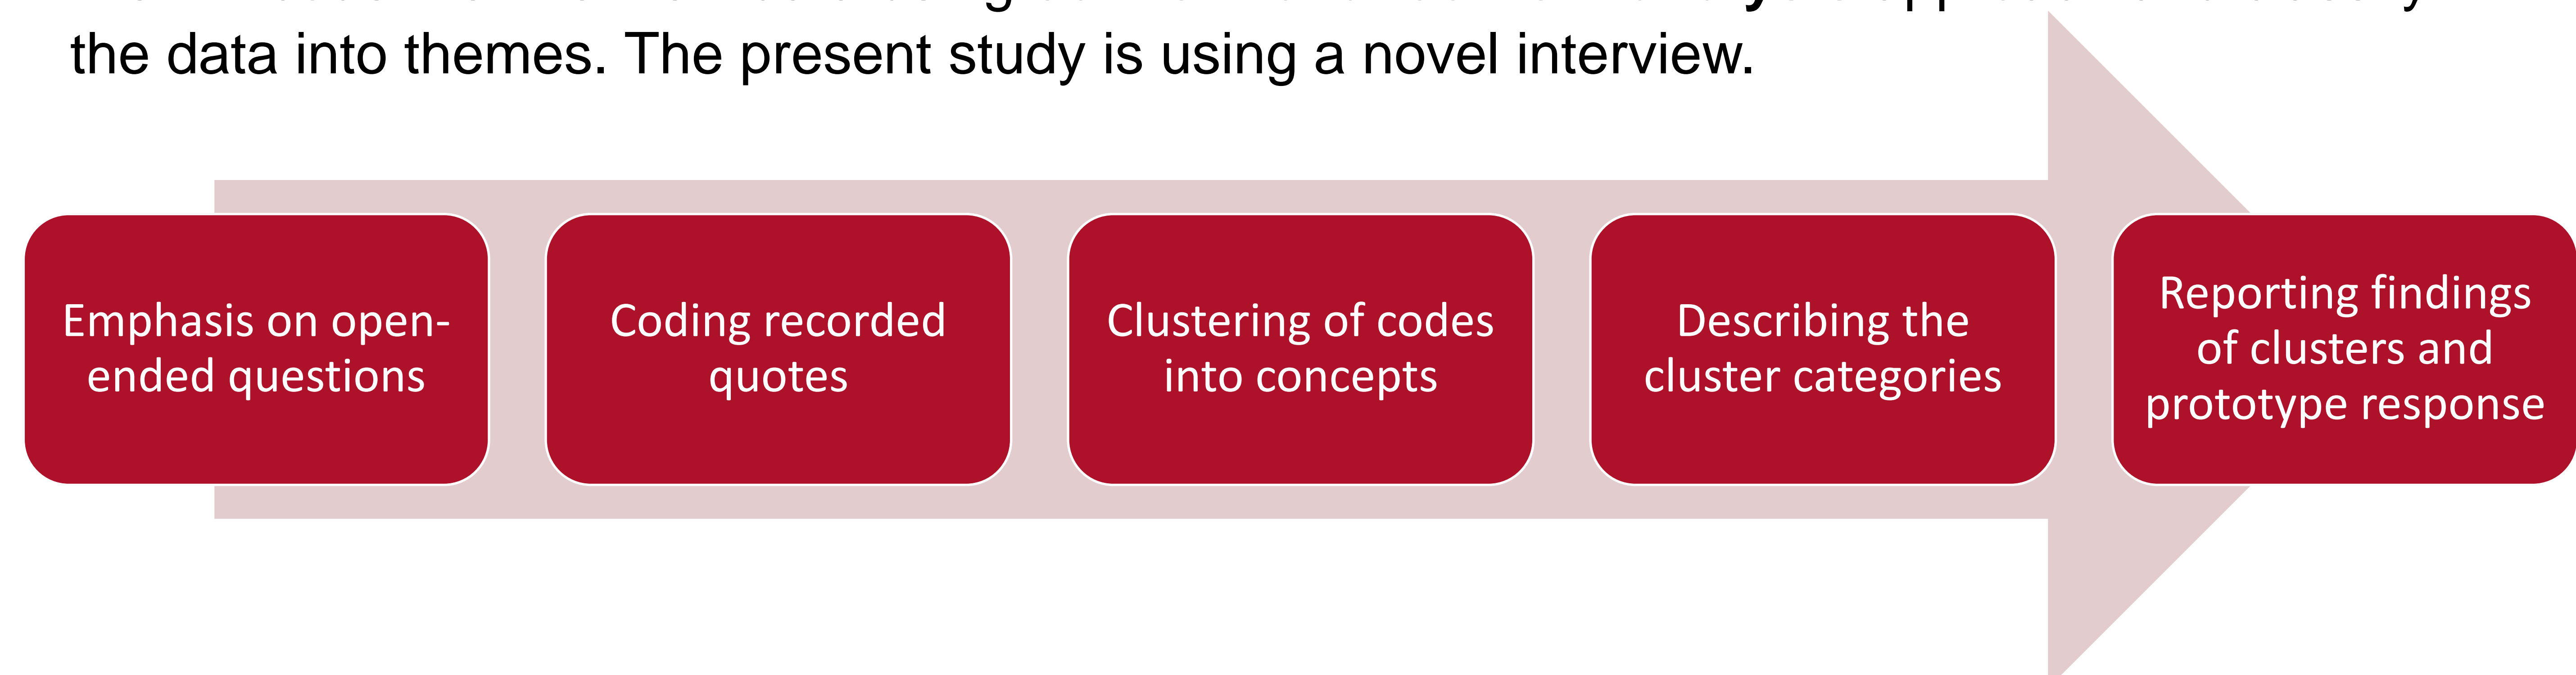 the data into themes. The present study is using a novel interview.
Emphasis on open-
ended questions
Coding recorded
quotes
Clustering of codes
into concepts
Describing the
cluster categories
Reporting findings
of clusters and
prototype response